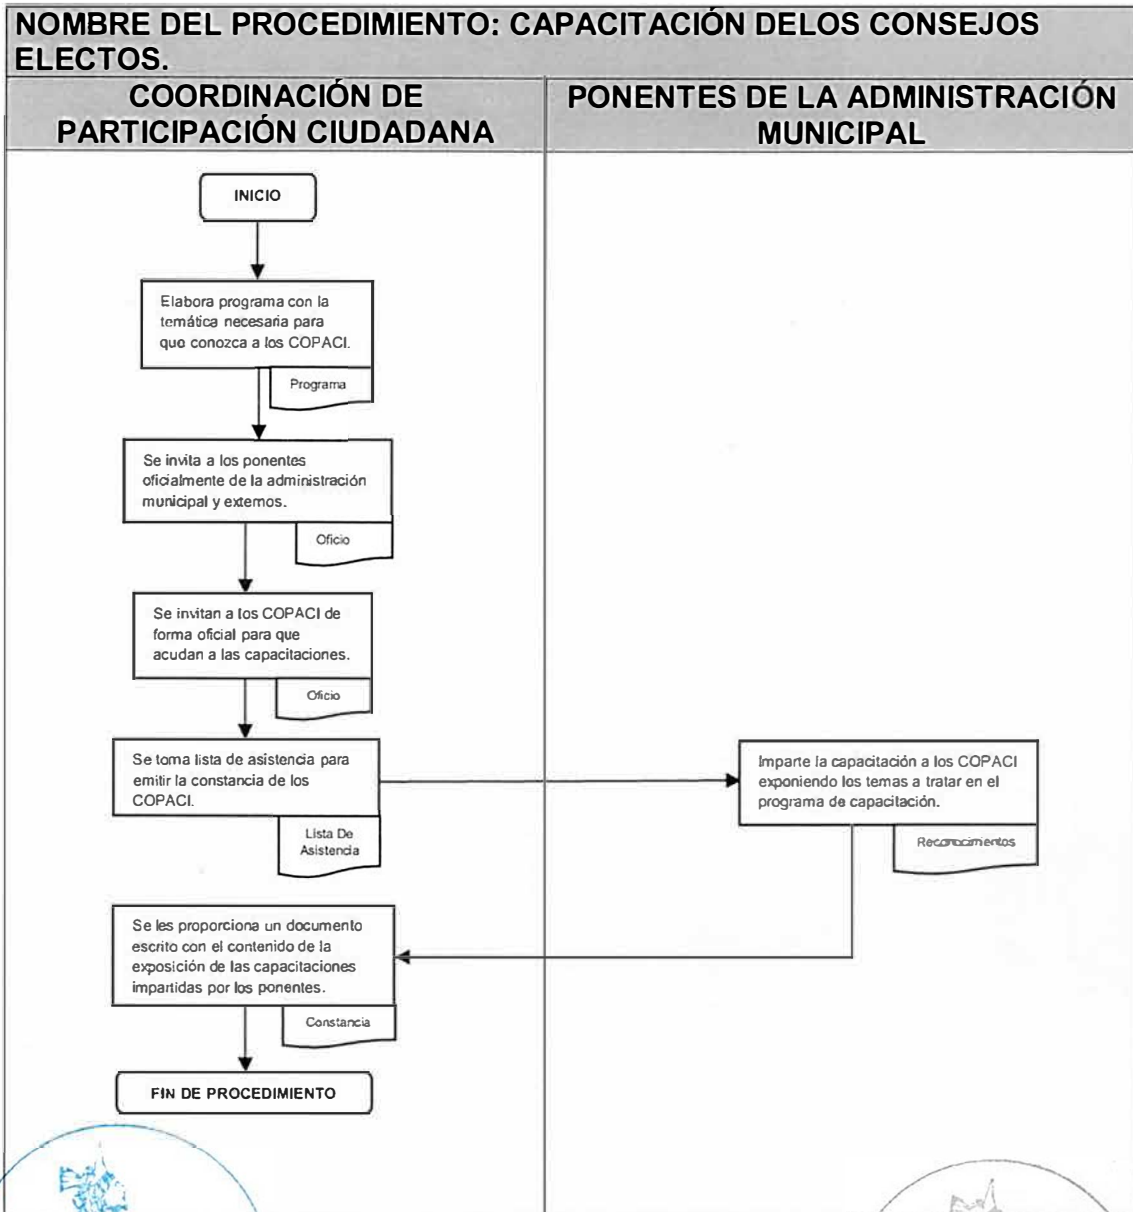 NOMBRE DEL PROCEDIMIENTO: CAPACITACIÓN DELOS CONSEJOS
ELECTOS.
COORDINACIÓN DE
PARTICIPACIÓN CIUDADANA
PONENTES DE LA ADMINISTRACIÓN
MUNICIPAL
INICIO
Elabora programa con la
temática necesaria para
que conozca a los COPACI.
Programa
Se invita a los ponentes
oficialmente de la administración
municipal y externos.
Oficio
Se invitan a los COPACI de
forma oficial para que
acudan a las capacitaciones.
Oficio
Se toma lista de asistencia para
emitir la constancia de los
COPACI.
Lista De
Asistencia
Imparte la capacitación a los COPACI
exponiendo los temas a tratar en el
programa de capacitación.
Reconocimientos
Se les proporciona un documento
escrito con el contenido de la
exposición de las capacitaciones
impartidas por los ponentes.
Constancia
FIN DE PROCEDIMIENTO